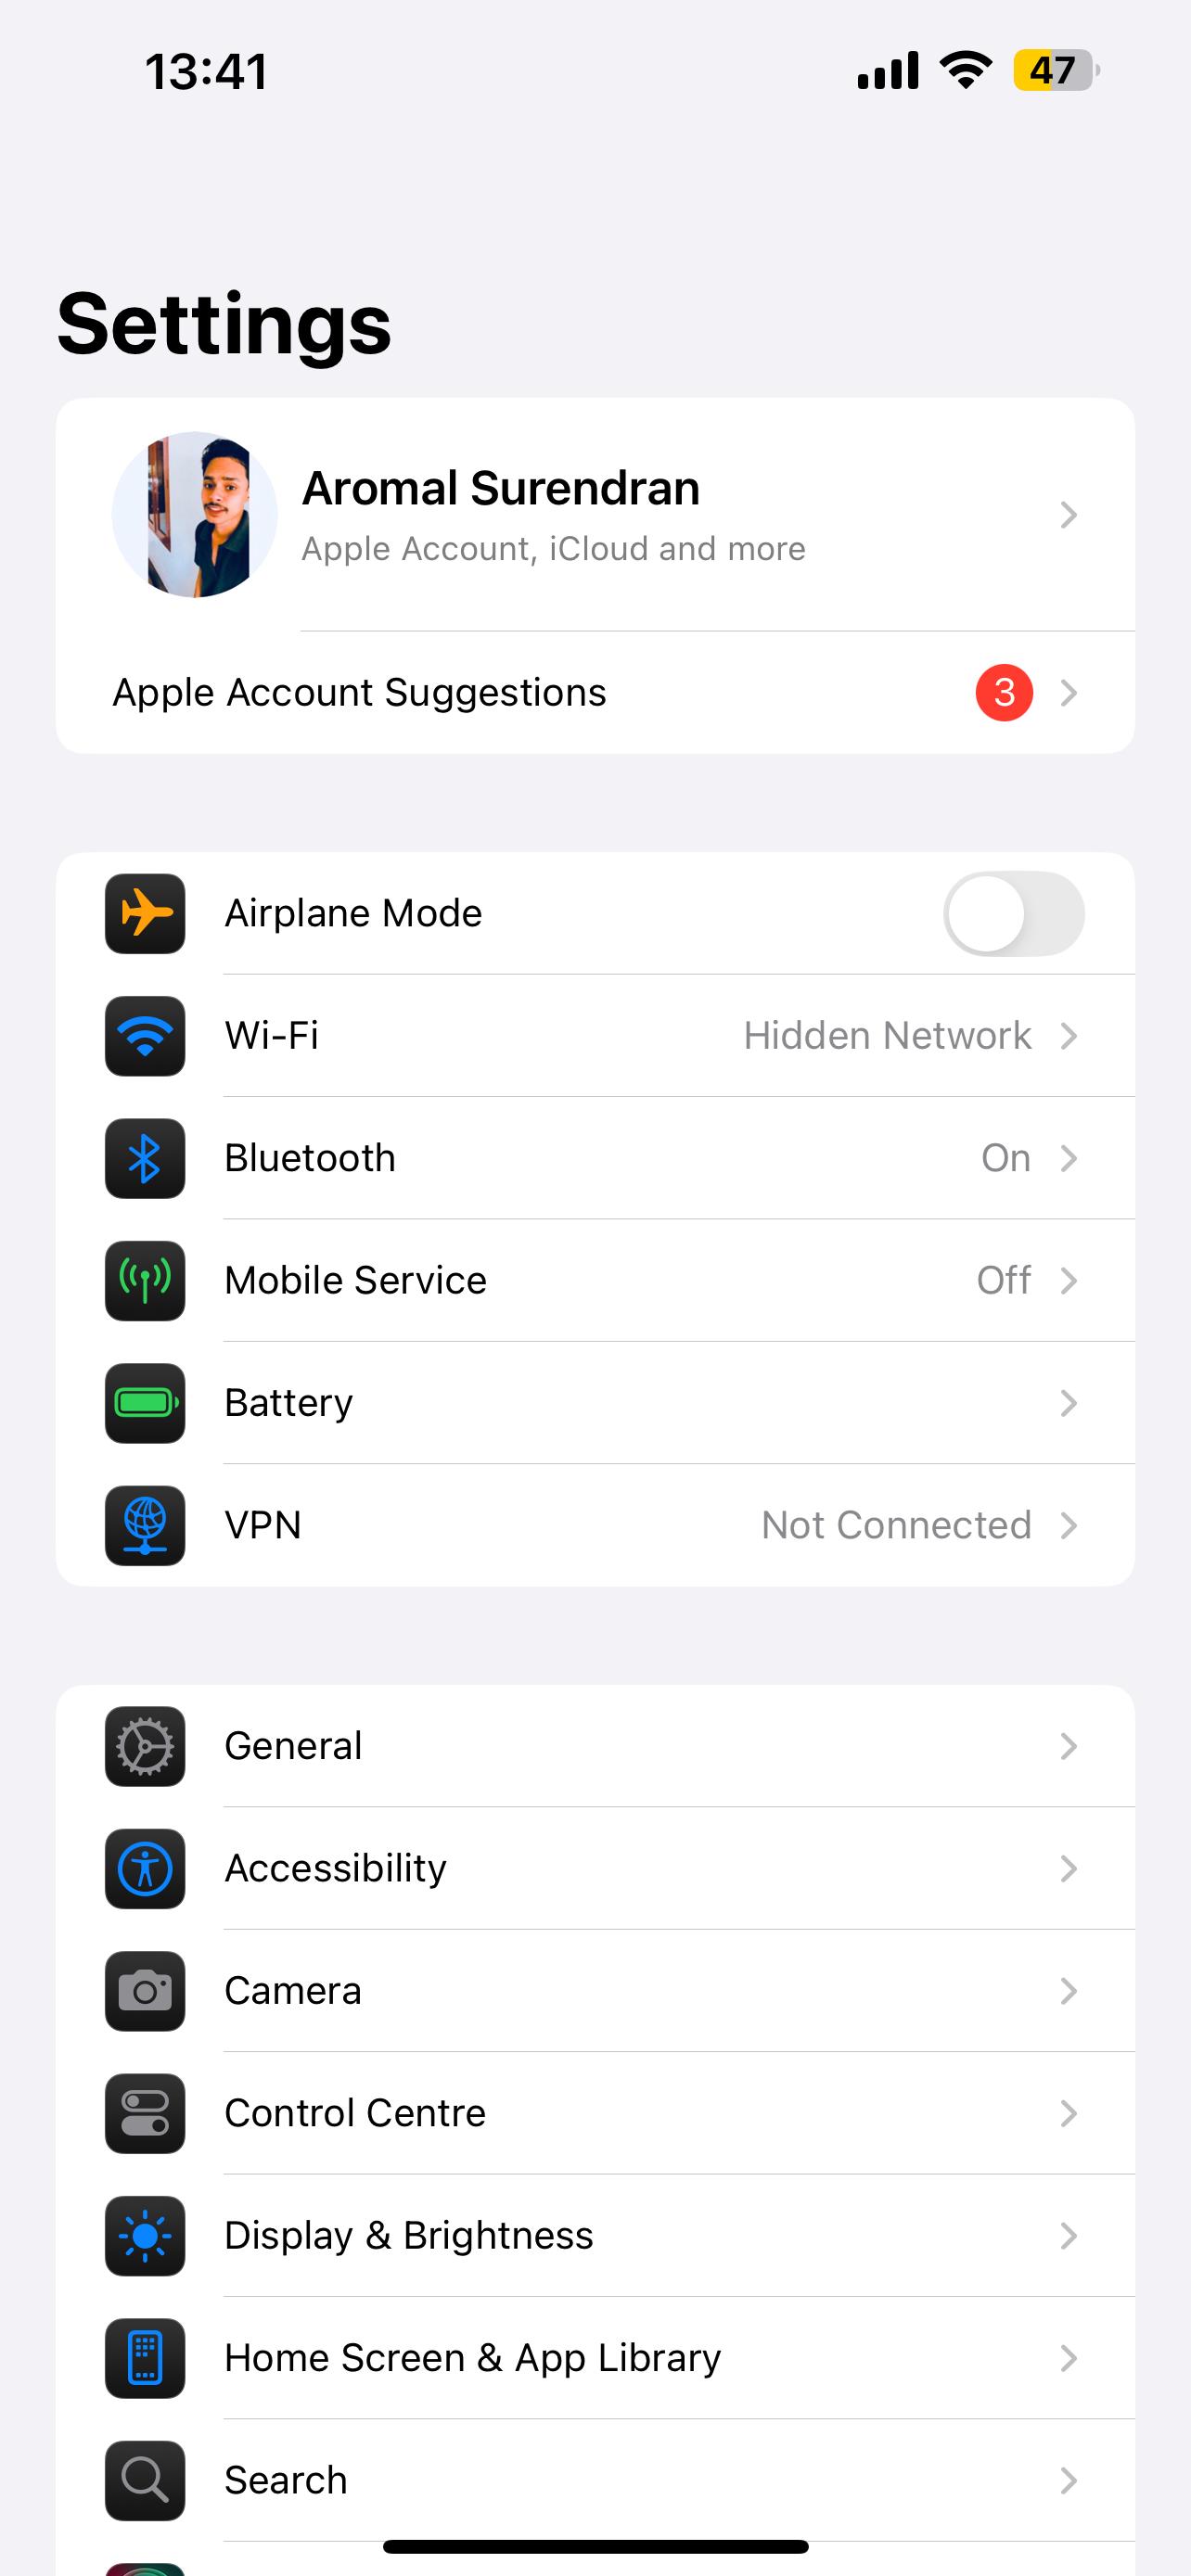 13:41
47
Settings
Aromal Surendran
Apple Account, iCloud and more
Apple Account Suggestions 3
Airplane Mode
Wi-Fi Hidden Network
Bluetooth On
Mobile Service Off
Battery
VPN Not Connected
General
Accessibility
Camera
Control Centre
Display & Brightness
Home Screen & App Library
Search